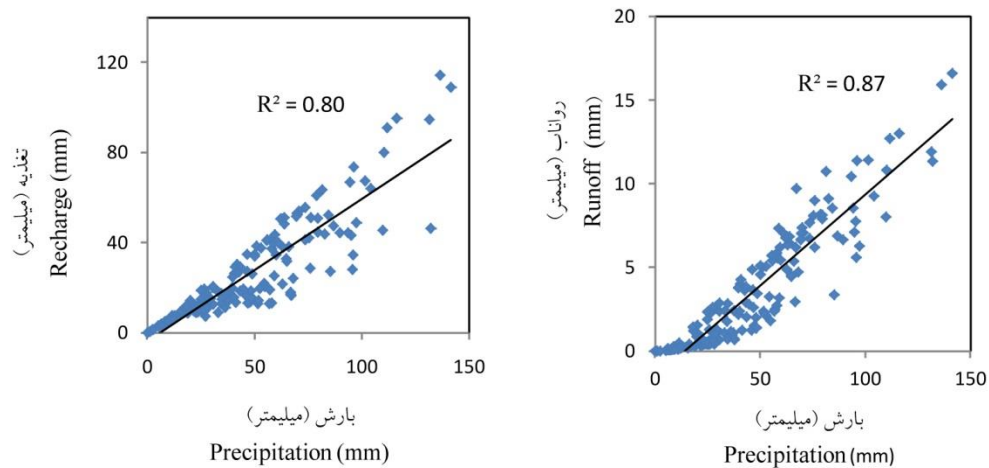 120
80
40
0
0
50
100
150
R² = 0.80
تغذیه (میلیمتر)
Recharge (mm)
بارش (میلیمتر)
Precipitation (mm)
20
15
10
5
0
0
50
100
150
R² = 0.87
رواناب (میلیمتر)
Runoff (mm)
بارش (میلیمتر)
Precipitation (mm)